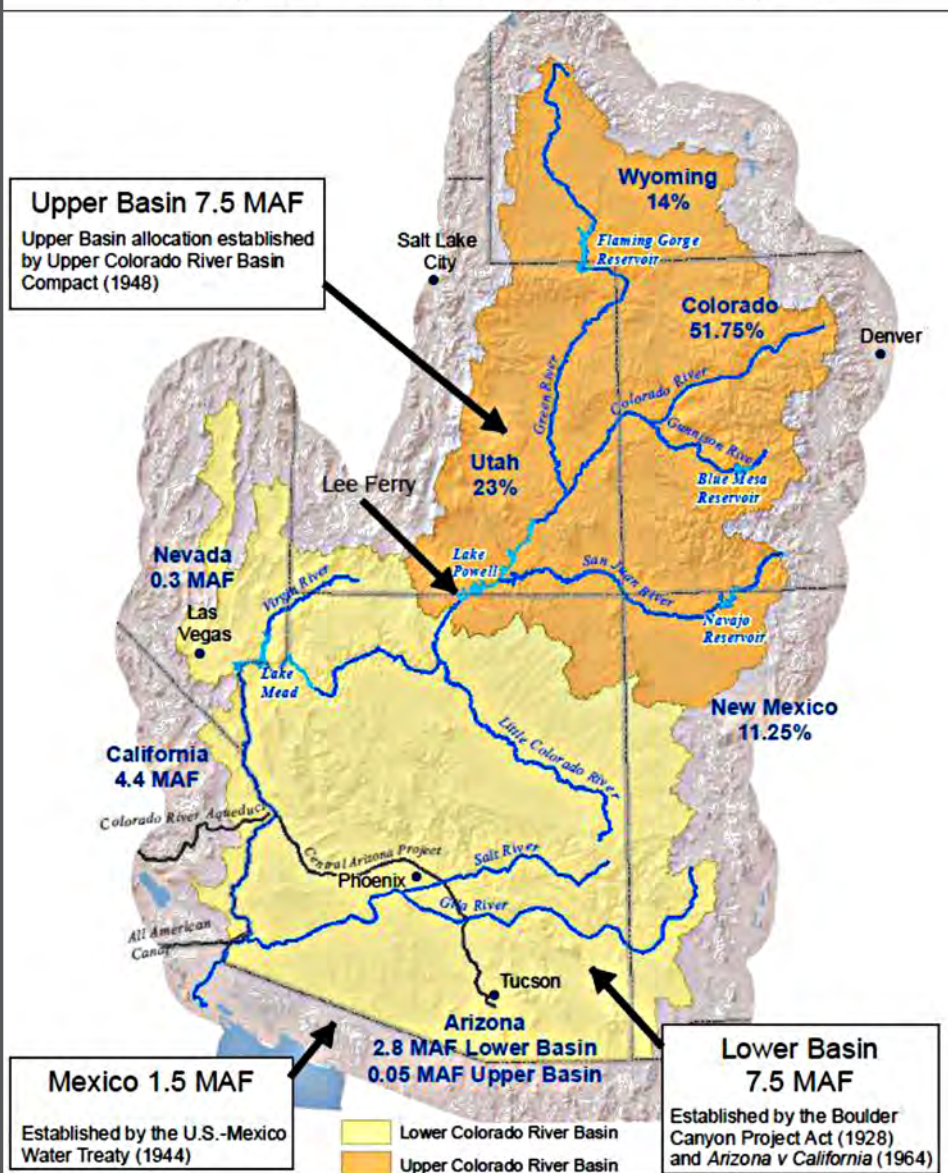 Upper Basin 7.5 MAF
Upper Basin allocation established
by Upper Colorado River Basin
Compact (1948)
Wyoming
14%
Salt Lake
City
Flaming Gorge
Reservoir
Colorado
51.75%
Denver
Green River
Colorado River
Gunnison River
Blue Mesa
Reservoir
Utah
23%
Lee Ferry
Lake
Powell
San Juan River
Navajo
Reservoir
Nevada
0.3 MAF
Virgin River
Las
Vegas
Lake
Mead
New Mexico
11.25%
California
4.4 MAF
Little Colorado River
Colorado River Aqueduct
Central Arizona Project
Salt River
Phoenix
Gila River
All American
Canal
Tucson
Arizona
2.8 MAF Lower Basin
0.05 MAF Upper Basin
Mexico 1.5 MAF
Established by the U.S.-Mexico
Water Treaty (1944)
Lower Basin
7.5 MAF
Established by the Boulder
Canyon Project Act (1928)
and Arizona v California (1964)
Lower Colorado River Basin
Upper Colorado River Basin